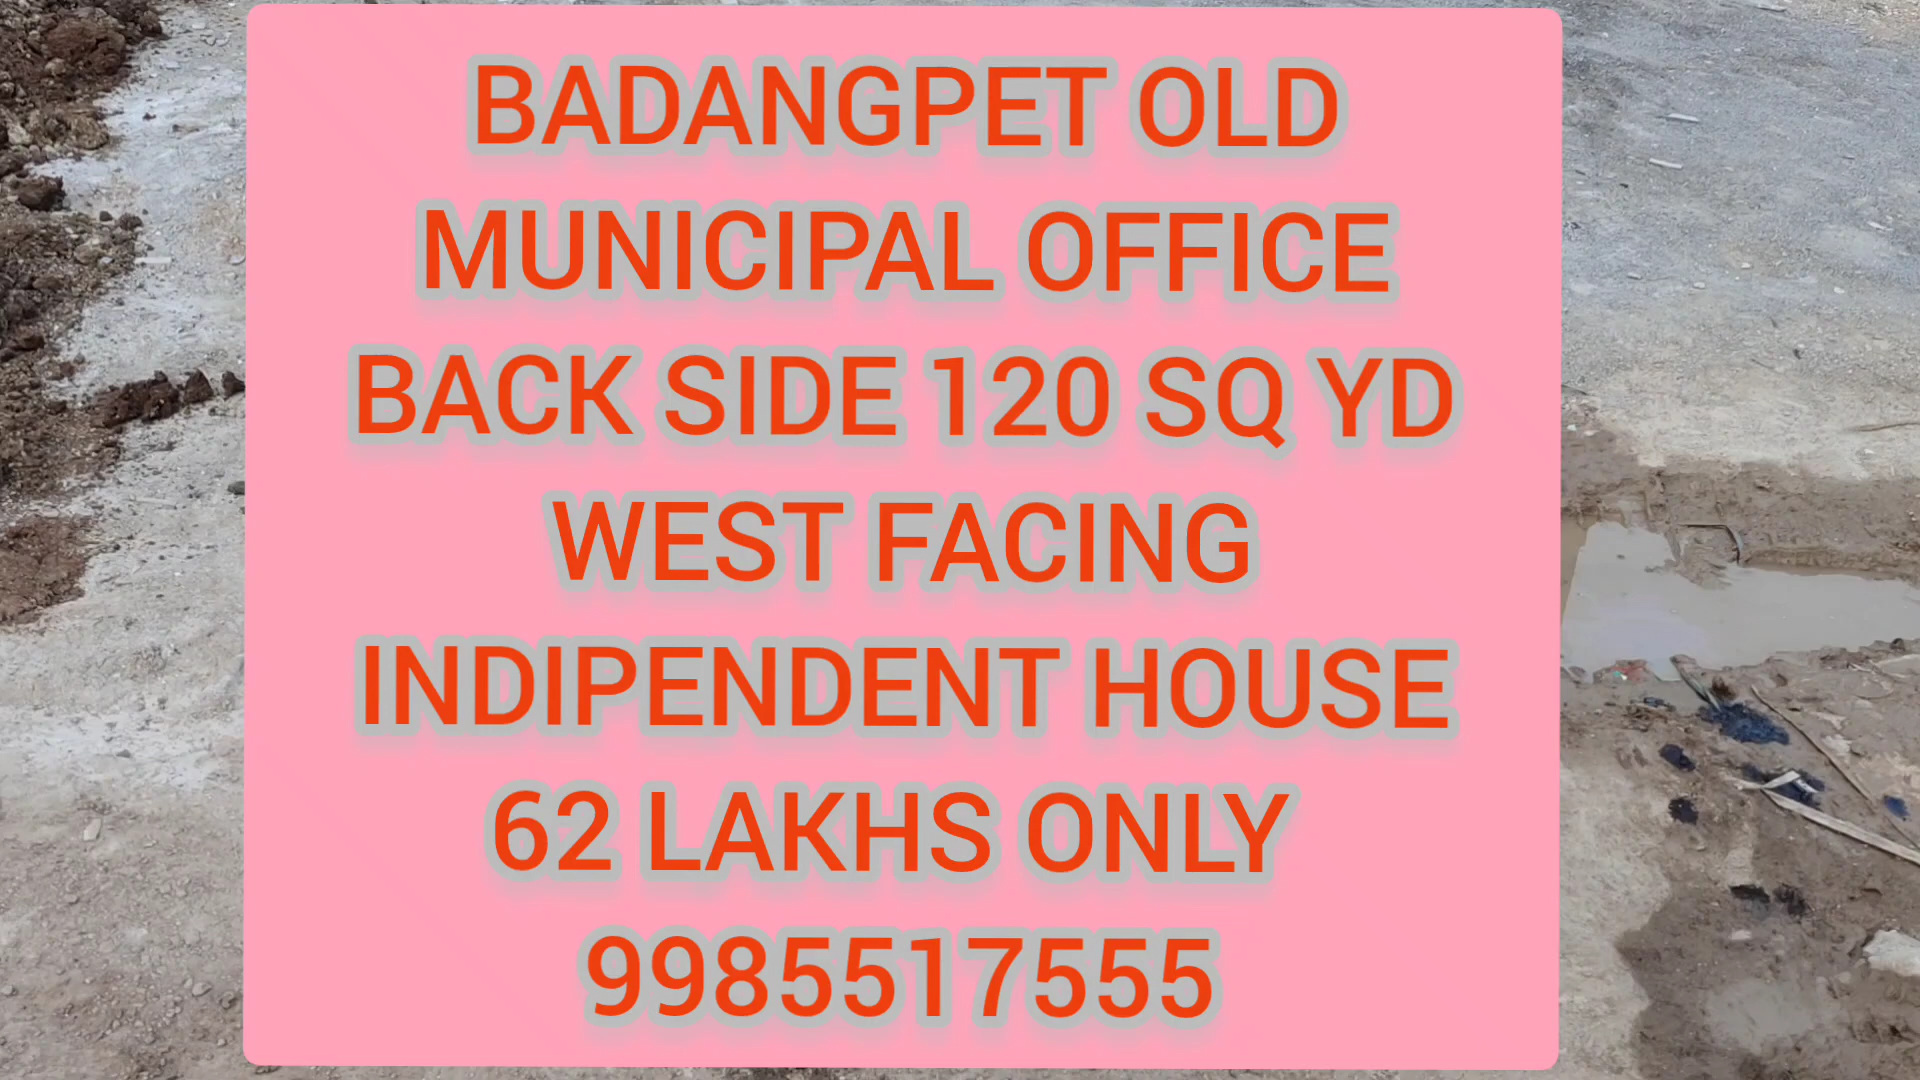 BADANGPET OLD
MUNICIPAL OFFICE
BACK SIDE 120 SQ YD
WEST FACING
INDIPENDENT HOUSE
62 LAKHS ONLY
9985517555